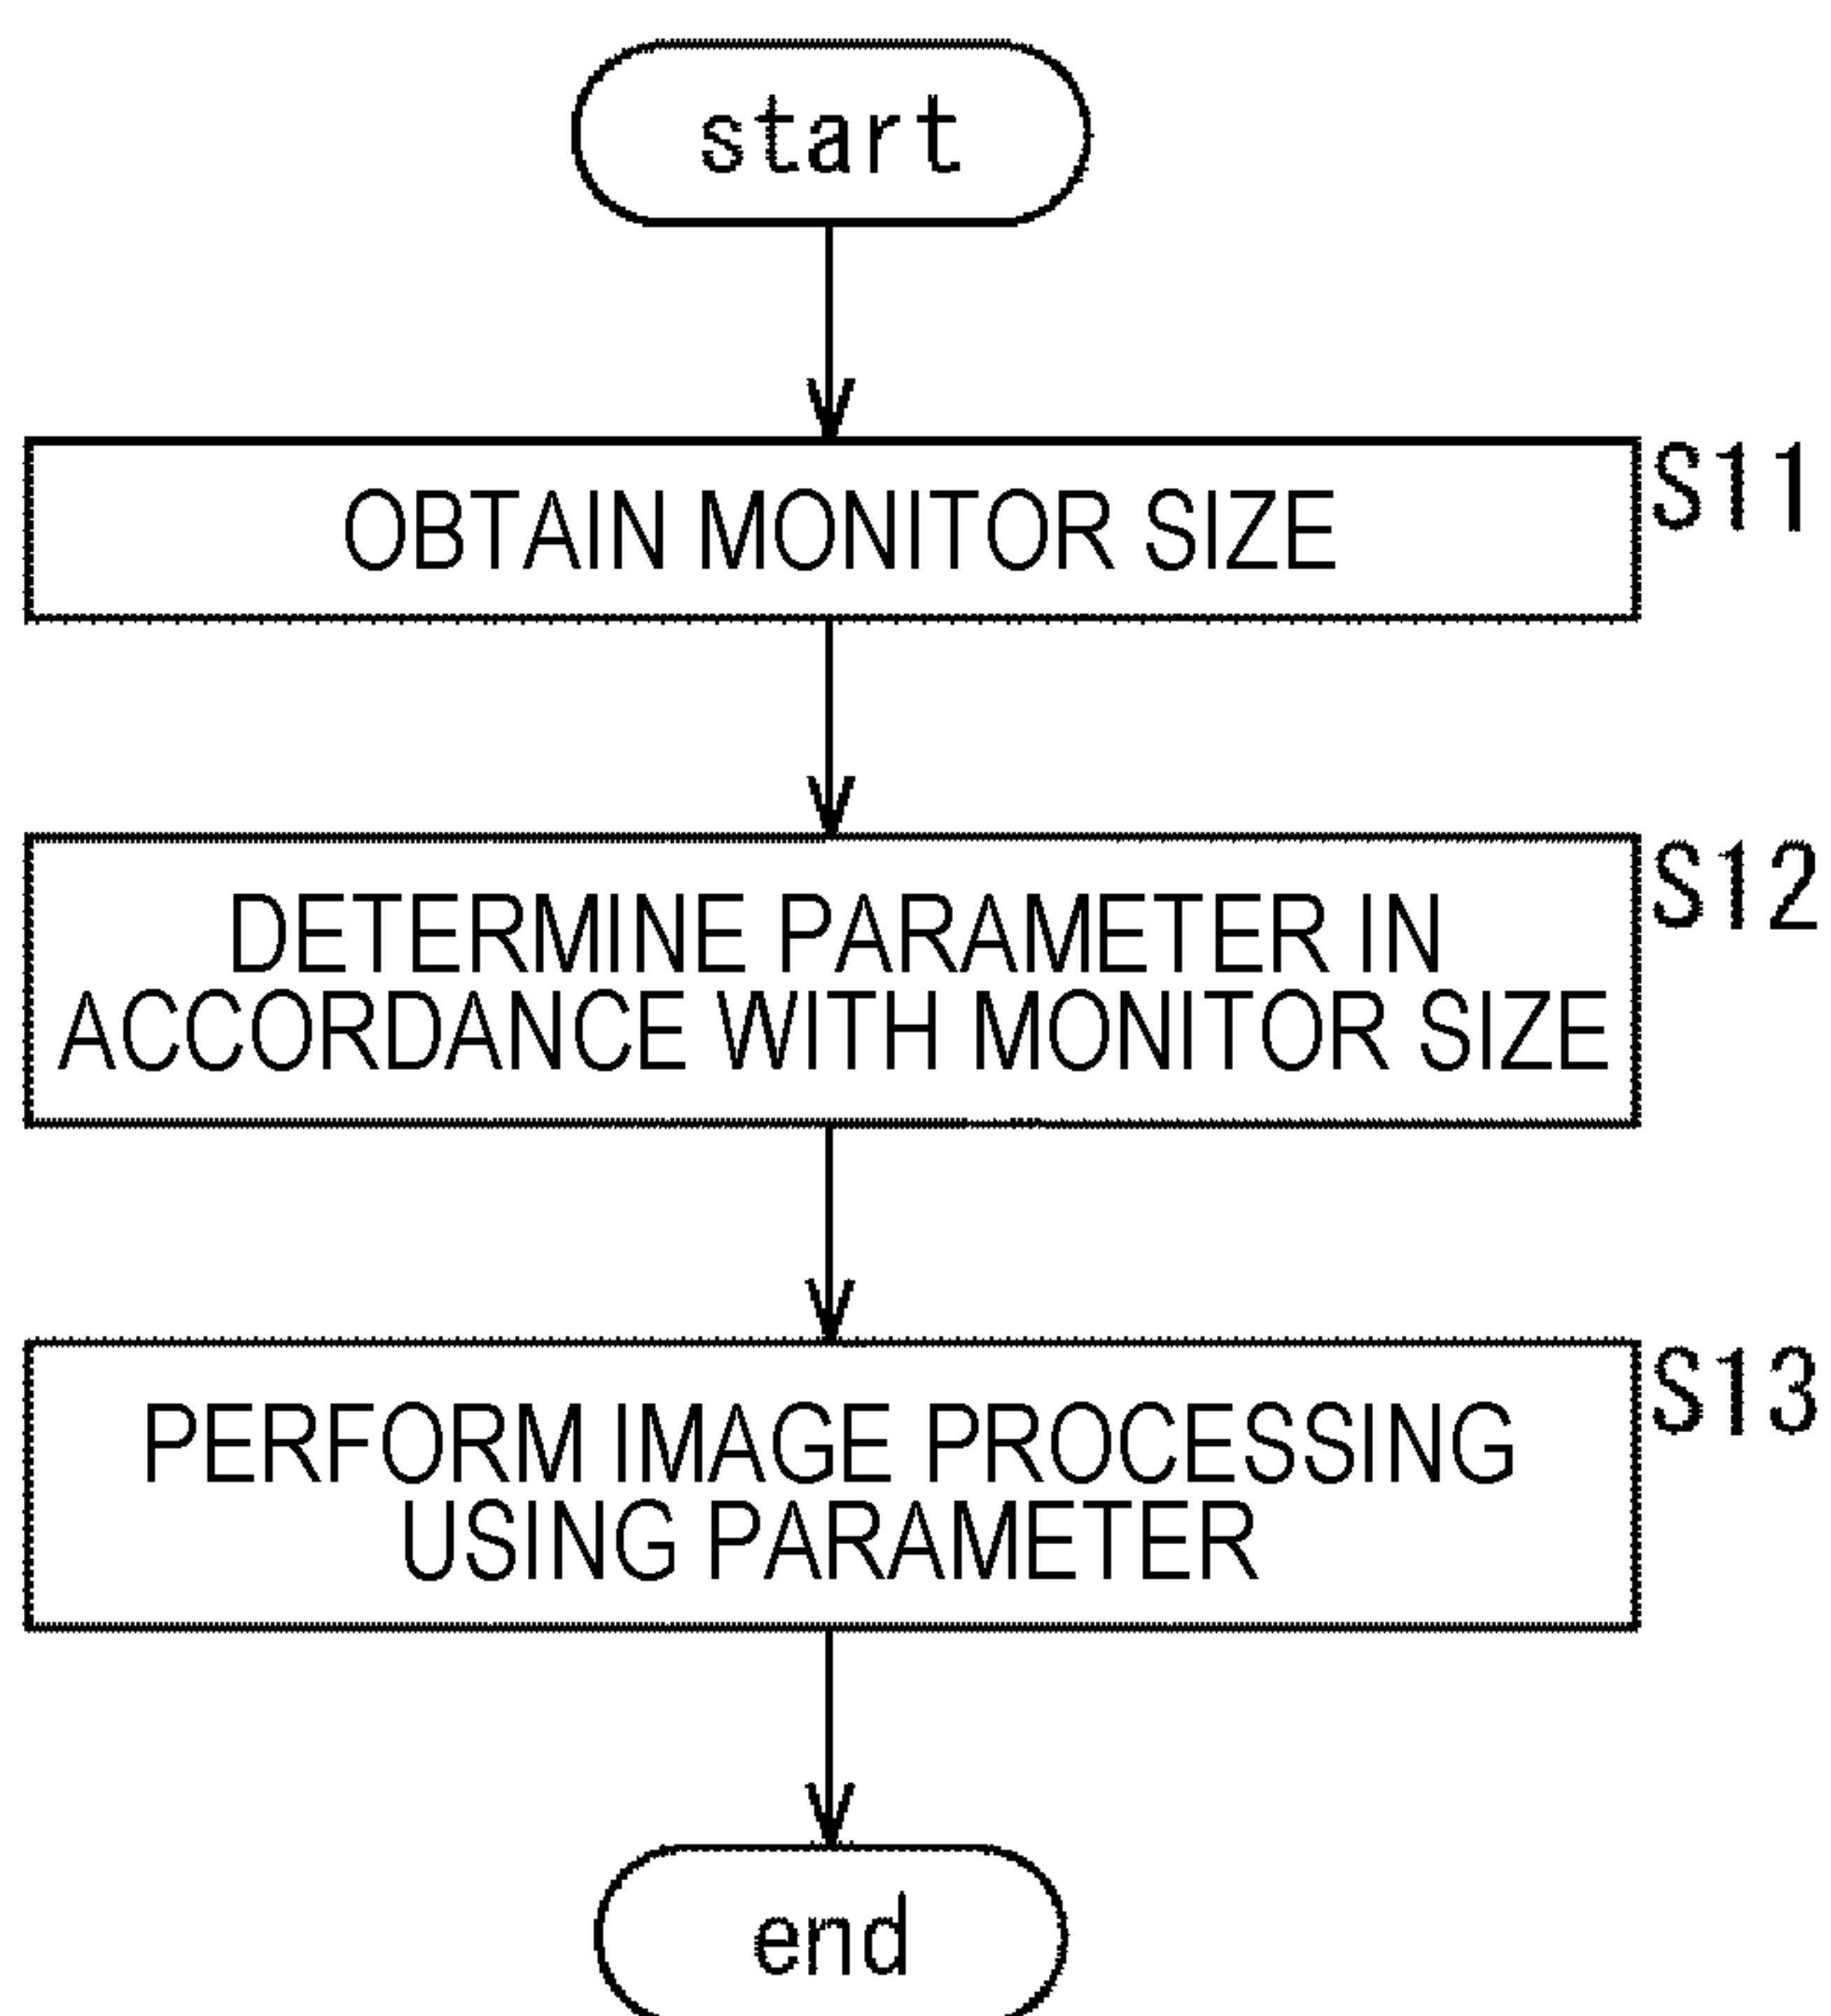 start
OBTAIN MONITOR SIZE
S11
DETERMINE PARAMETER IN
ACCORDANCE WITH MONITOR SIZE
S12
PERFORM IMAGE PROCESSING
USING PARAMETER
S13
end